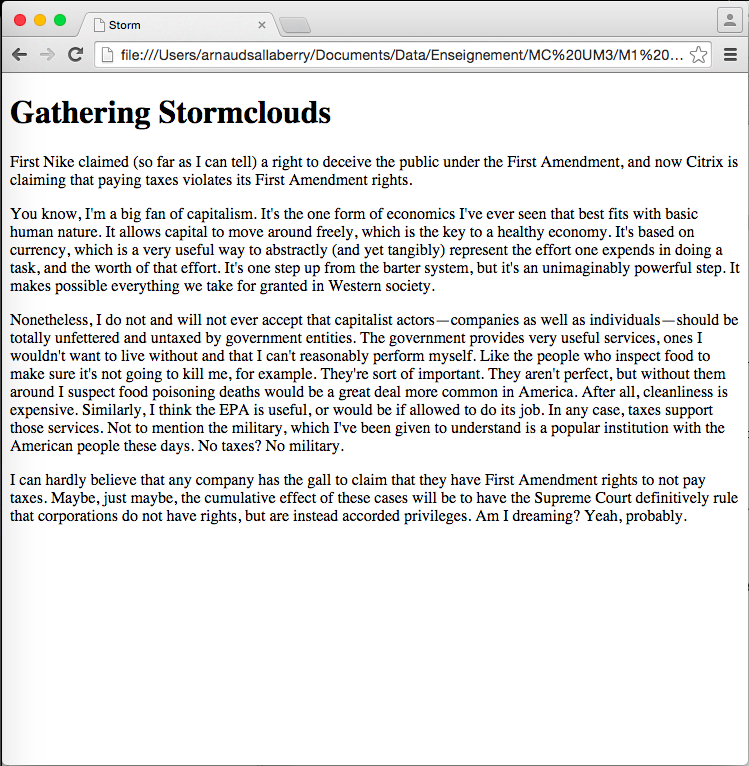 Storm
file:///Users/arnaudsallaberry/Documents/Data/Enseignement/MC%20UM3/M1%20...
Gathering Stormclouds
First Nike claimed (so far as I can tell) a right to deceive the public under the First Amendment, and now Citrix is
claiming that paying taxes violates its First Amendment rights.
You know, I'm a big fan of capitalism. It's the one form of economics I've ever seen that best fits with basic
human nature. It allows capital to move around freely, which is the key to a healthy economy. It's based on
currency, which is a very useful way to abstractly (and yet tangibly) represent the effort one expends in doing a
task, and the worth of that effort. It's one step up from the barter system, but it's an unimaginably powerful step. It
makes possible everything we take for granted in Western society.
Nonetheless, I do not and will not ever accept that capitalist actors—companies as well as individuals—should be
totally unfettered and untaxed by government entities. The government provides very useful services, ones I
wouldn't want to live without and that I can't reasonably perform myself. Like the people who inspect food to
make sure it's not going to kill me, for example. They're sort of important. They aren't perfect, but without them
around I suspect food poisoning deaths would be a great deal more common in America. After all, cleanliness is
expensive. Similarly, I think the EPA is useful, or would be if allowed to do its job. In any case, taxes support
those services. Not to mention the military, which I've been given to understand is a popular institution with the
American people these days. No taxes? No military.
I can hardly believe that any company has the gall to claim that they have First Amendment rights to not pay
taxes. Maybe, just maybe, the cumulative effect of these cases will be to have the Supreme Court definitively rule
that corporations do not have rights, but are instead accorded privileges. Am I dreaming? Yeah, probably.